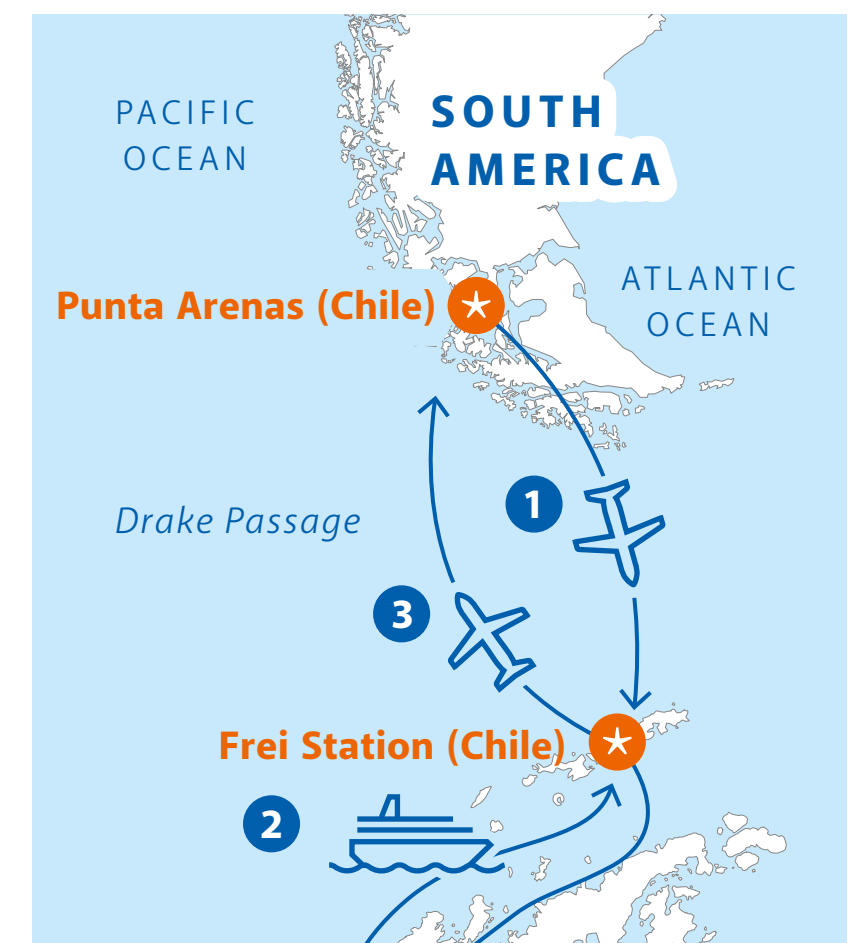 PACIFIC
OCEAN
SOUTH
AMERICA
ATLANTIC
OCEAN
Punta Arenas (Chile)
1
Drake Passage
3
Frei Station (Chile)
2